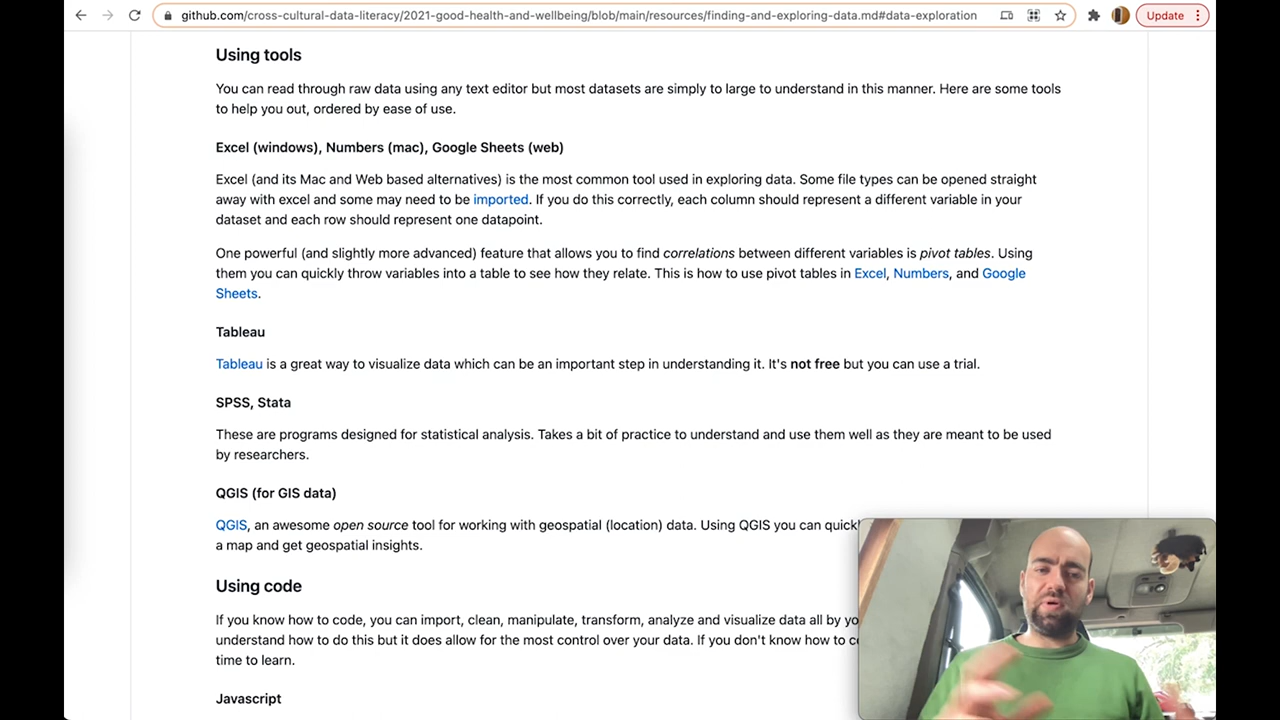 github.com/cross-cultural-data-literacy/2021-good-health-and-wellbeing/blob/main/resources/finding-and-exploring-data.md#data-exploration
Update
Using tools
You can read through raw data using any text editor but most datasets are simply to large to understand in this manner. Here are some tools
to help you out, ordered by ease of use.
Excel (windows), Numbers (mac), Google Sheets (web)
Excel (and its Mac and Web based alternatives) is the most common tool used in exploring data. Some file types can be opened straight
away with excel and some may need to be imported. If you do this correctly, each column should represent a different variable in your
dataset and each row should represent one datapoint.
One powerful (and slightly more advanced) feature that allows you to find correlations between different variables is pivot tables. Using
them you can quickly throw variables into a table to see how they relate. This is how to use pivot tables in Excel, Numbers, and Google
Sheets.
Tableau
Tableau is a great way to visualize data which can be an important step in understanding it. It's not free but you can use a trial.
SPSS, Stata
These are programs designed for statistical analysis. Takes a bit of practice to understand and use them well as they are meant to be used
by researchers.
QGIS (for GIS data)
QGIS, an awesome open source tool for working with geospatial (location) data. Using QGIS you can
a map and get geospatial insights.
Using code
If you know how to code, you can import, clean, manipulate, transform, analyze and visualize data all by
understand how to do this but it does allow for the most control over your data. If you don't know how to
time to learn.
Javascript